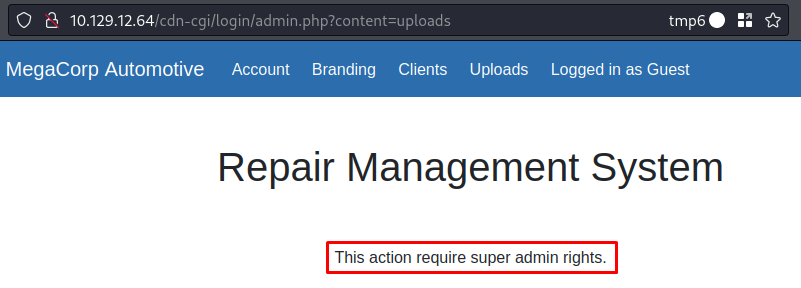 10.129.12.64/cdn-cgi/login/admin.php?content=uploads tmp6
MegaCorp Automotive Account Branding Clients Uploads Logged in as Guest
Repair Management System
This action require super admin rights.